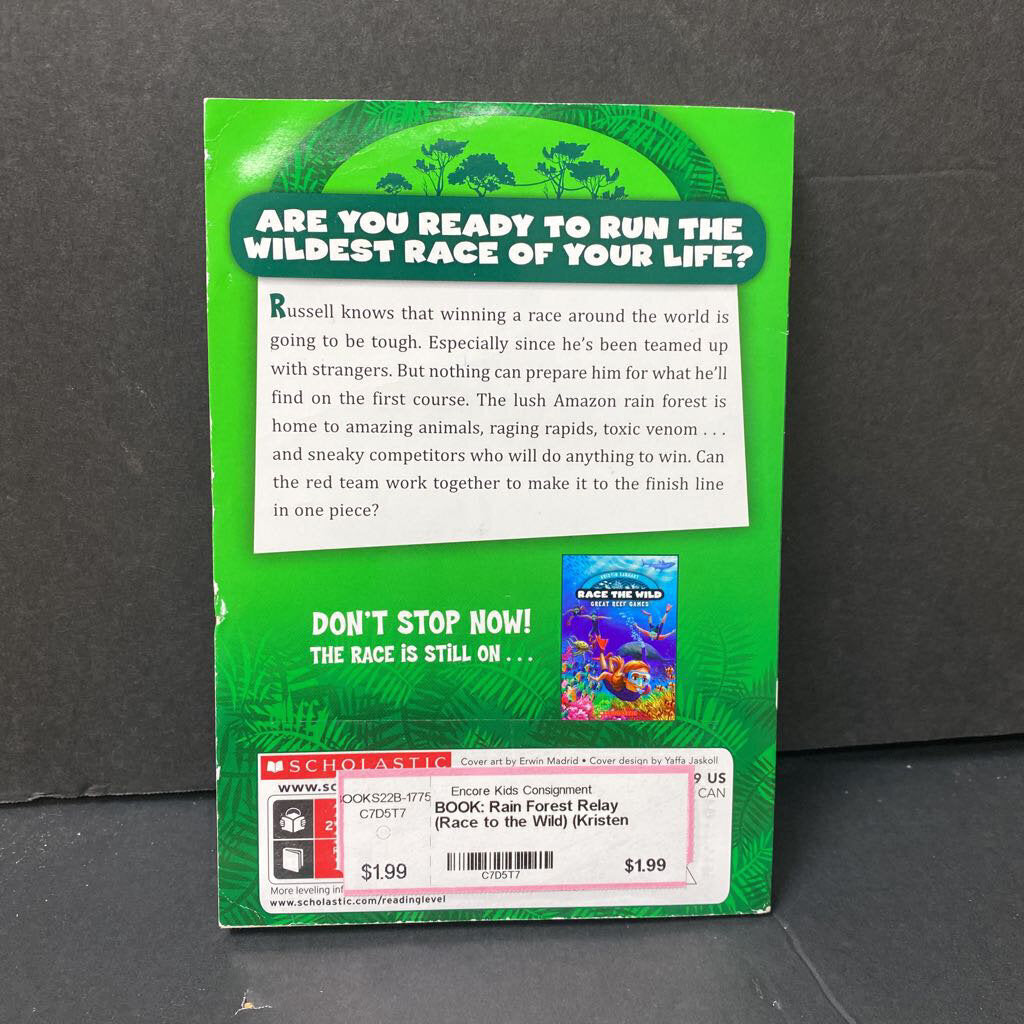 ARE YOU READY TO RUN THE
WILDEST RACE OF YOUR LIFE?
Russell knows that winning a race around the world is
going to be tough. Especially since he's been teamed up
with strangers. But nothing can prepare him for what he'll
find on the first course. The lush Amazon rain forest is
home to amazing animals, raging rapids, toxic venom . . .
and sneaky competitors who will do anything to win. Can
the red team work together to make it to the finish line
in one piece?
RACE THE WILD
GREAT REEF GAMES
DON'T STOP NOW!
THE RACE IS STILL ON . . .
SCHOLASTIC
Cover art by Erwin Madrid • Cover design by Yaffa Jaskoll
www.sc
9 US
CAN
OOKS22B-1775
C7D5T7
$1.99
Encore Kids Consignment
BOOK: Rain Forest Relay
(Race to the Wild) (Kristen
C7D5T7
$1.99
More leveling inf
www.scholastic.com/readinglevel